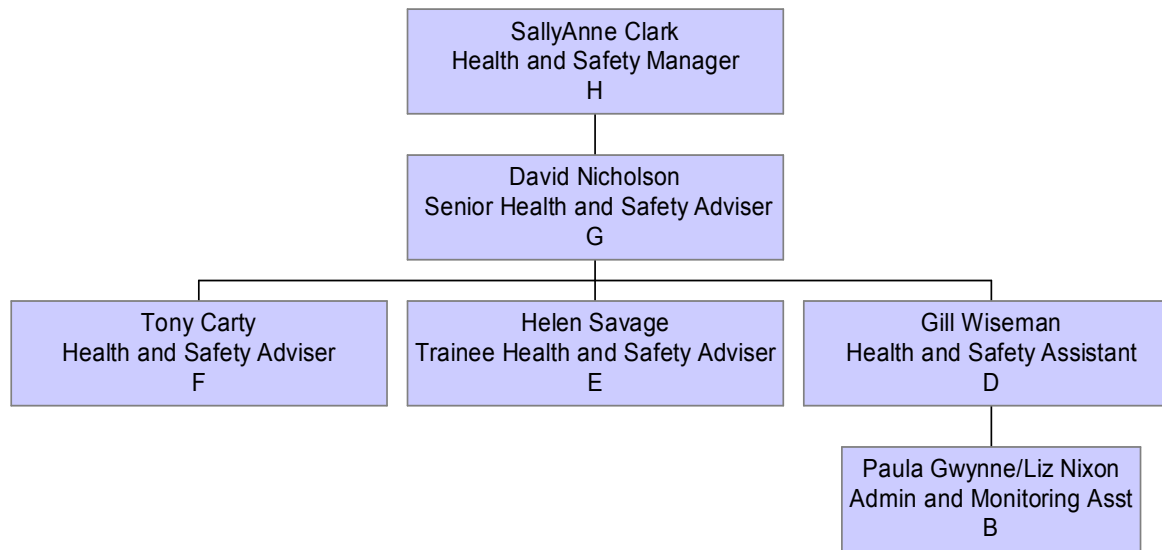 SallyAnne Clark
Health and Safety Manager
H
David Nicholson
Senior Health and Safety Adviser
G
Tony Carty
Health and Safety Adviser
F
Helen Savage
Trainee Health and Safety Adviser
E
Gill Wiseman
Health and Safety Assistant
D
Paula Gwynne/Liz Nixon
Admin and Monitoring Asst
B